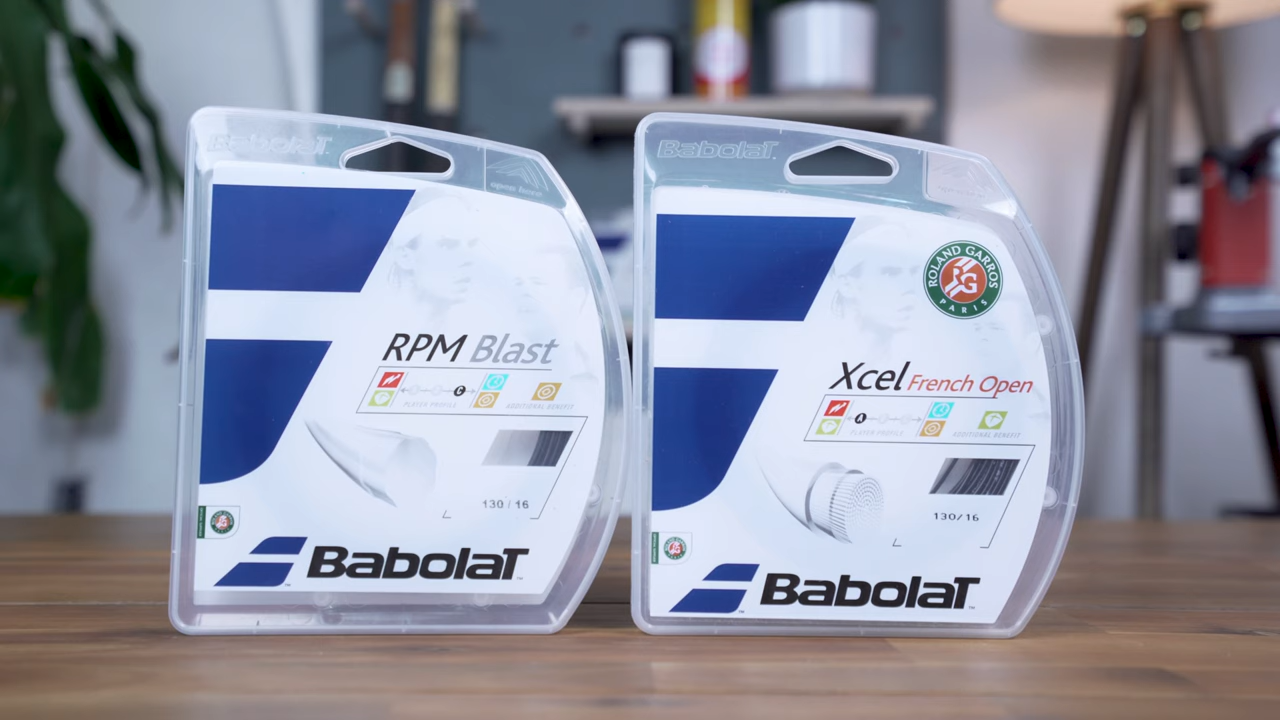 BaboLaT
RPM Blast
C
PLAYER PROFILE
ADDITIONAL BENEFIT
130 / 16
BaboLaT
BaboLaT
ROLAND GARROS
RG
PARIS
Xcel French Open
A
PLAYER PROFILE
ADDITIONAL BENEFIT
130/16
BaboLaT